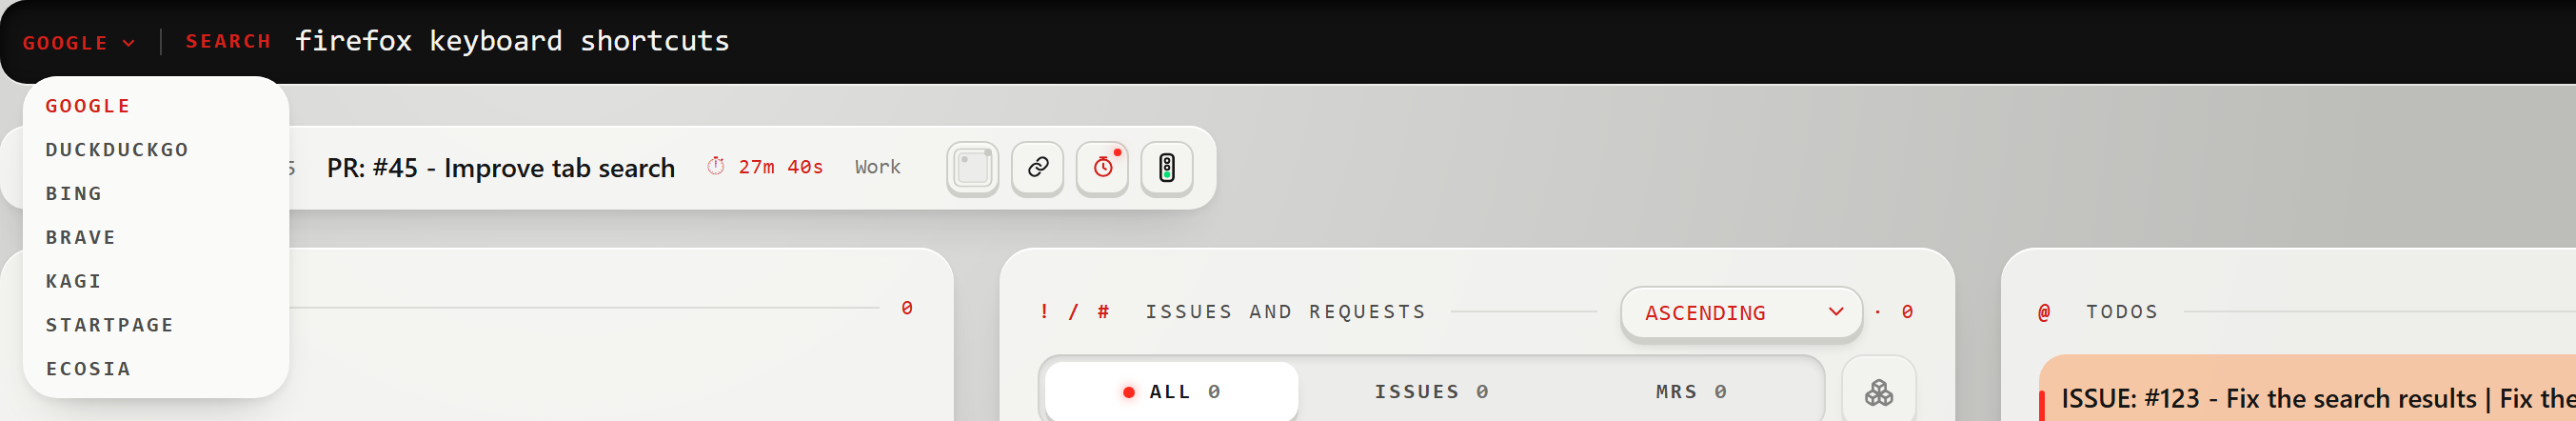 GOOGLE SEARCH firefox keyboard shortcuts
GOOGLE
DUCKDUCKGO
BING
BRAVE
KAGI
STARTPAGE
ECOSIA
PR: #45 - Improve tab search 27m 40s Work
0
! / # ISSUES AND REQUESTS ASCENDING · 0
ALL 0 ISSUES 0 MRS 0
@ TODOS
ISSUE: #123 - Fix the search results | Fix the